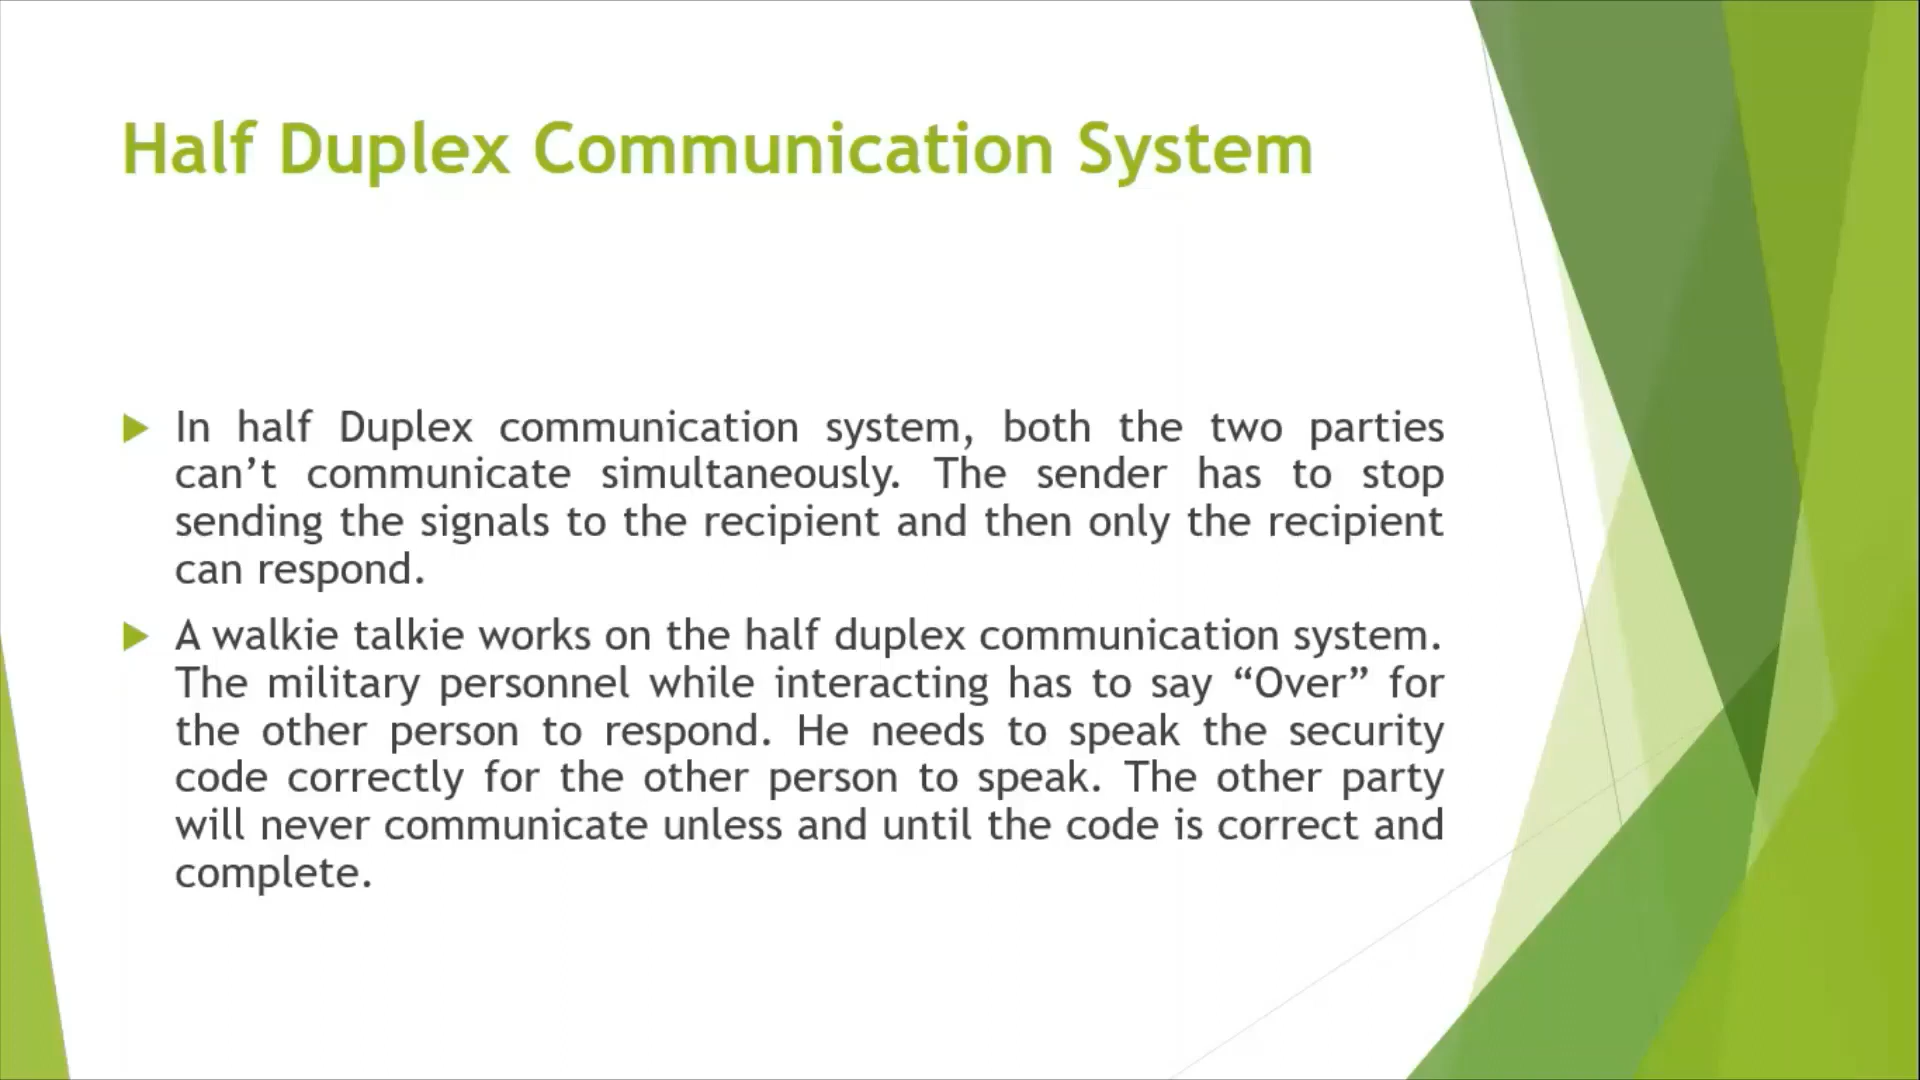 Half Duplex Communication System
In half Duplex communication system, both the two parties
can’t communicate simultaneously. The sender has to stop
sending the signals to the recipient and then only the recipient
can respond.
A walkie talkie works on the half duplex communication system.
The military personnel while interacting has to say “Over” for
the other person to respond. He needs to speak the security
code correctly for the other person to speak. The other party
will never communicate unless and until the code is correct and
complete.